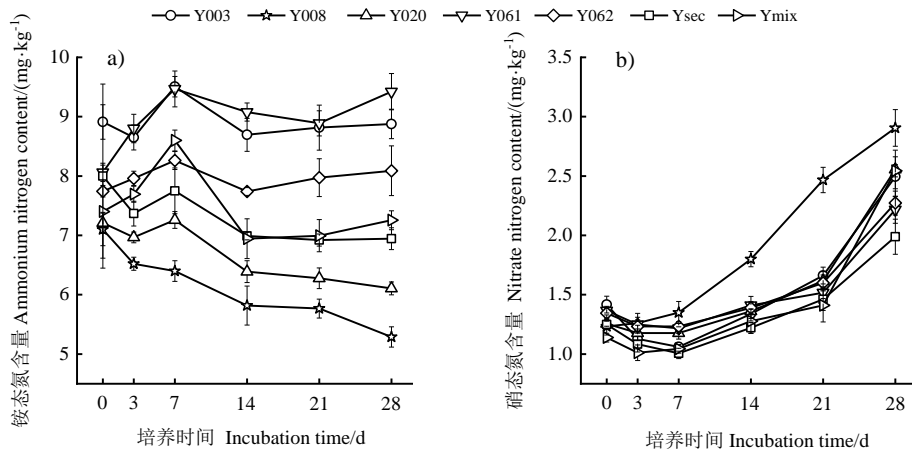 Y003 Y008 Y020 Y061 Y062 Ysec Ymix
a)
铵态氮含量 Ammonium nitrogen content/(mg·kg⁻¹)
10
9
8
7
6
5
0 3 7 14 21 28
培养时间 Incubation time/d
b)
硝态氮含量 Nitrate nitrogen content/(mg·kg⁻¹)
3.5
3.0
2.5
2.0
1.5
1.0
0 3 7 14 21 28
培养时间 Incubation time/d